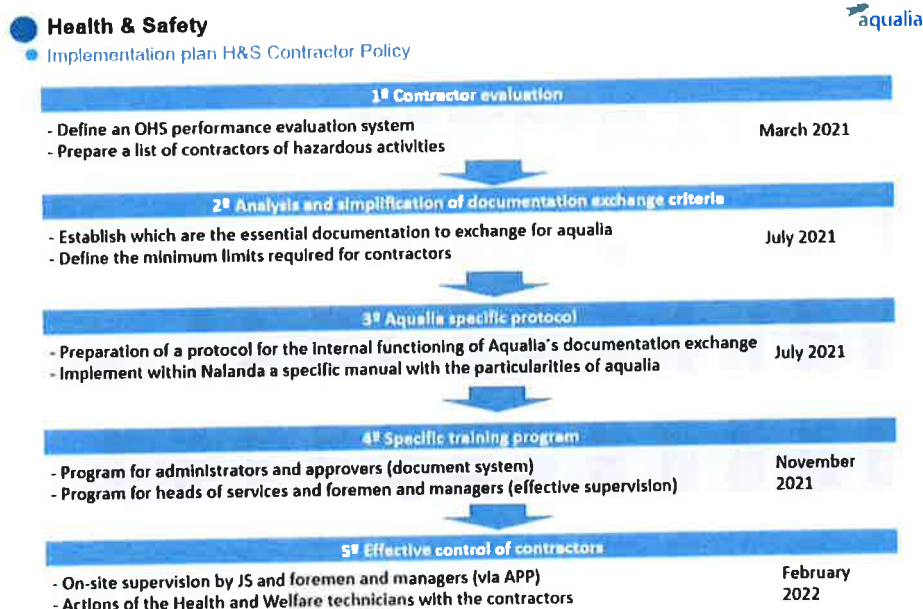 Health & Safety
aqualia
Implementation plan H&S Contractor Policy
1º Contractor evaluation
- Define an OHS performance evaluation system
- Prepare a list of contractors of hazardous activities
March 2021
2º Analysis and simplification of documentation exchange criteria
- Establish which are the essential documentation to exchange for aqualia
- Define the minimum limits required for contractors
July 2021
3º Aqualia specific protocol
- Preparation of a protocol for the internal functioning of Aqualia's documentation exchange
- Implement within Nalanda a specific manual with the particularities of aqualia
July 2021
4º Specific training program
- Program for administrators and approvers (document system)
- Program for heads of services and foremen and managers (effective supervision)
November
2021
5º Effective control of contractors
- On-site supervision by JS and foremen and managers (via APP)
- Actions of the Health and Welfare technicians with the contractors
February
2022